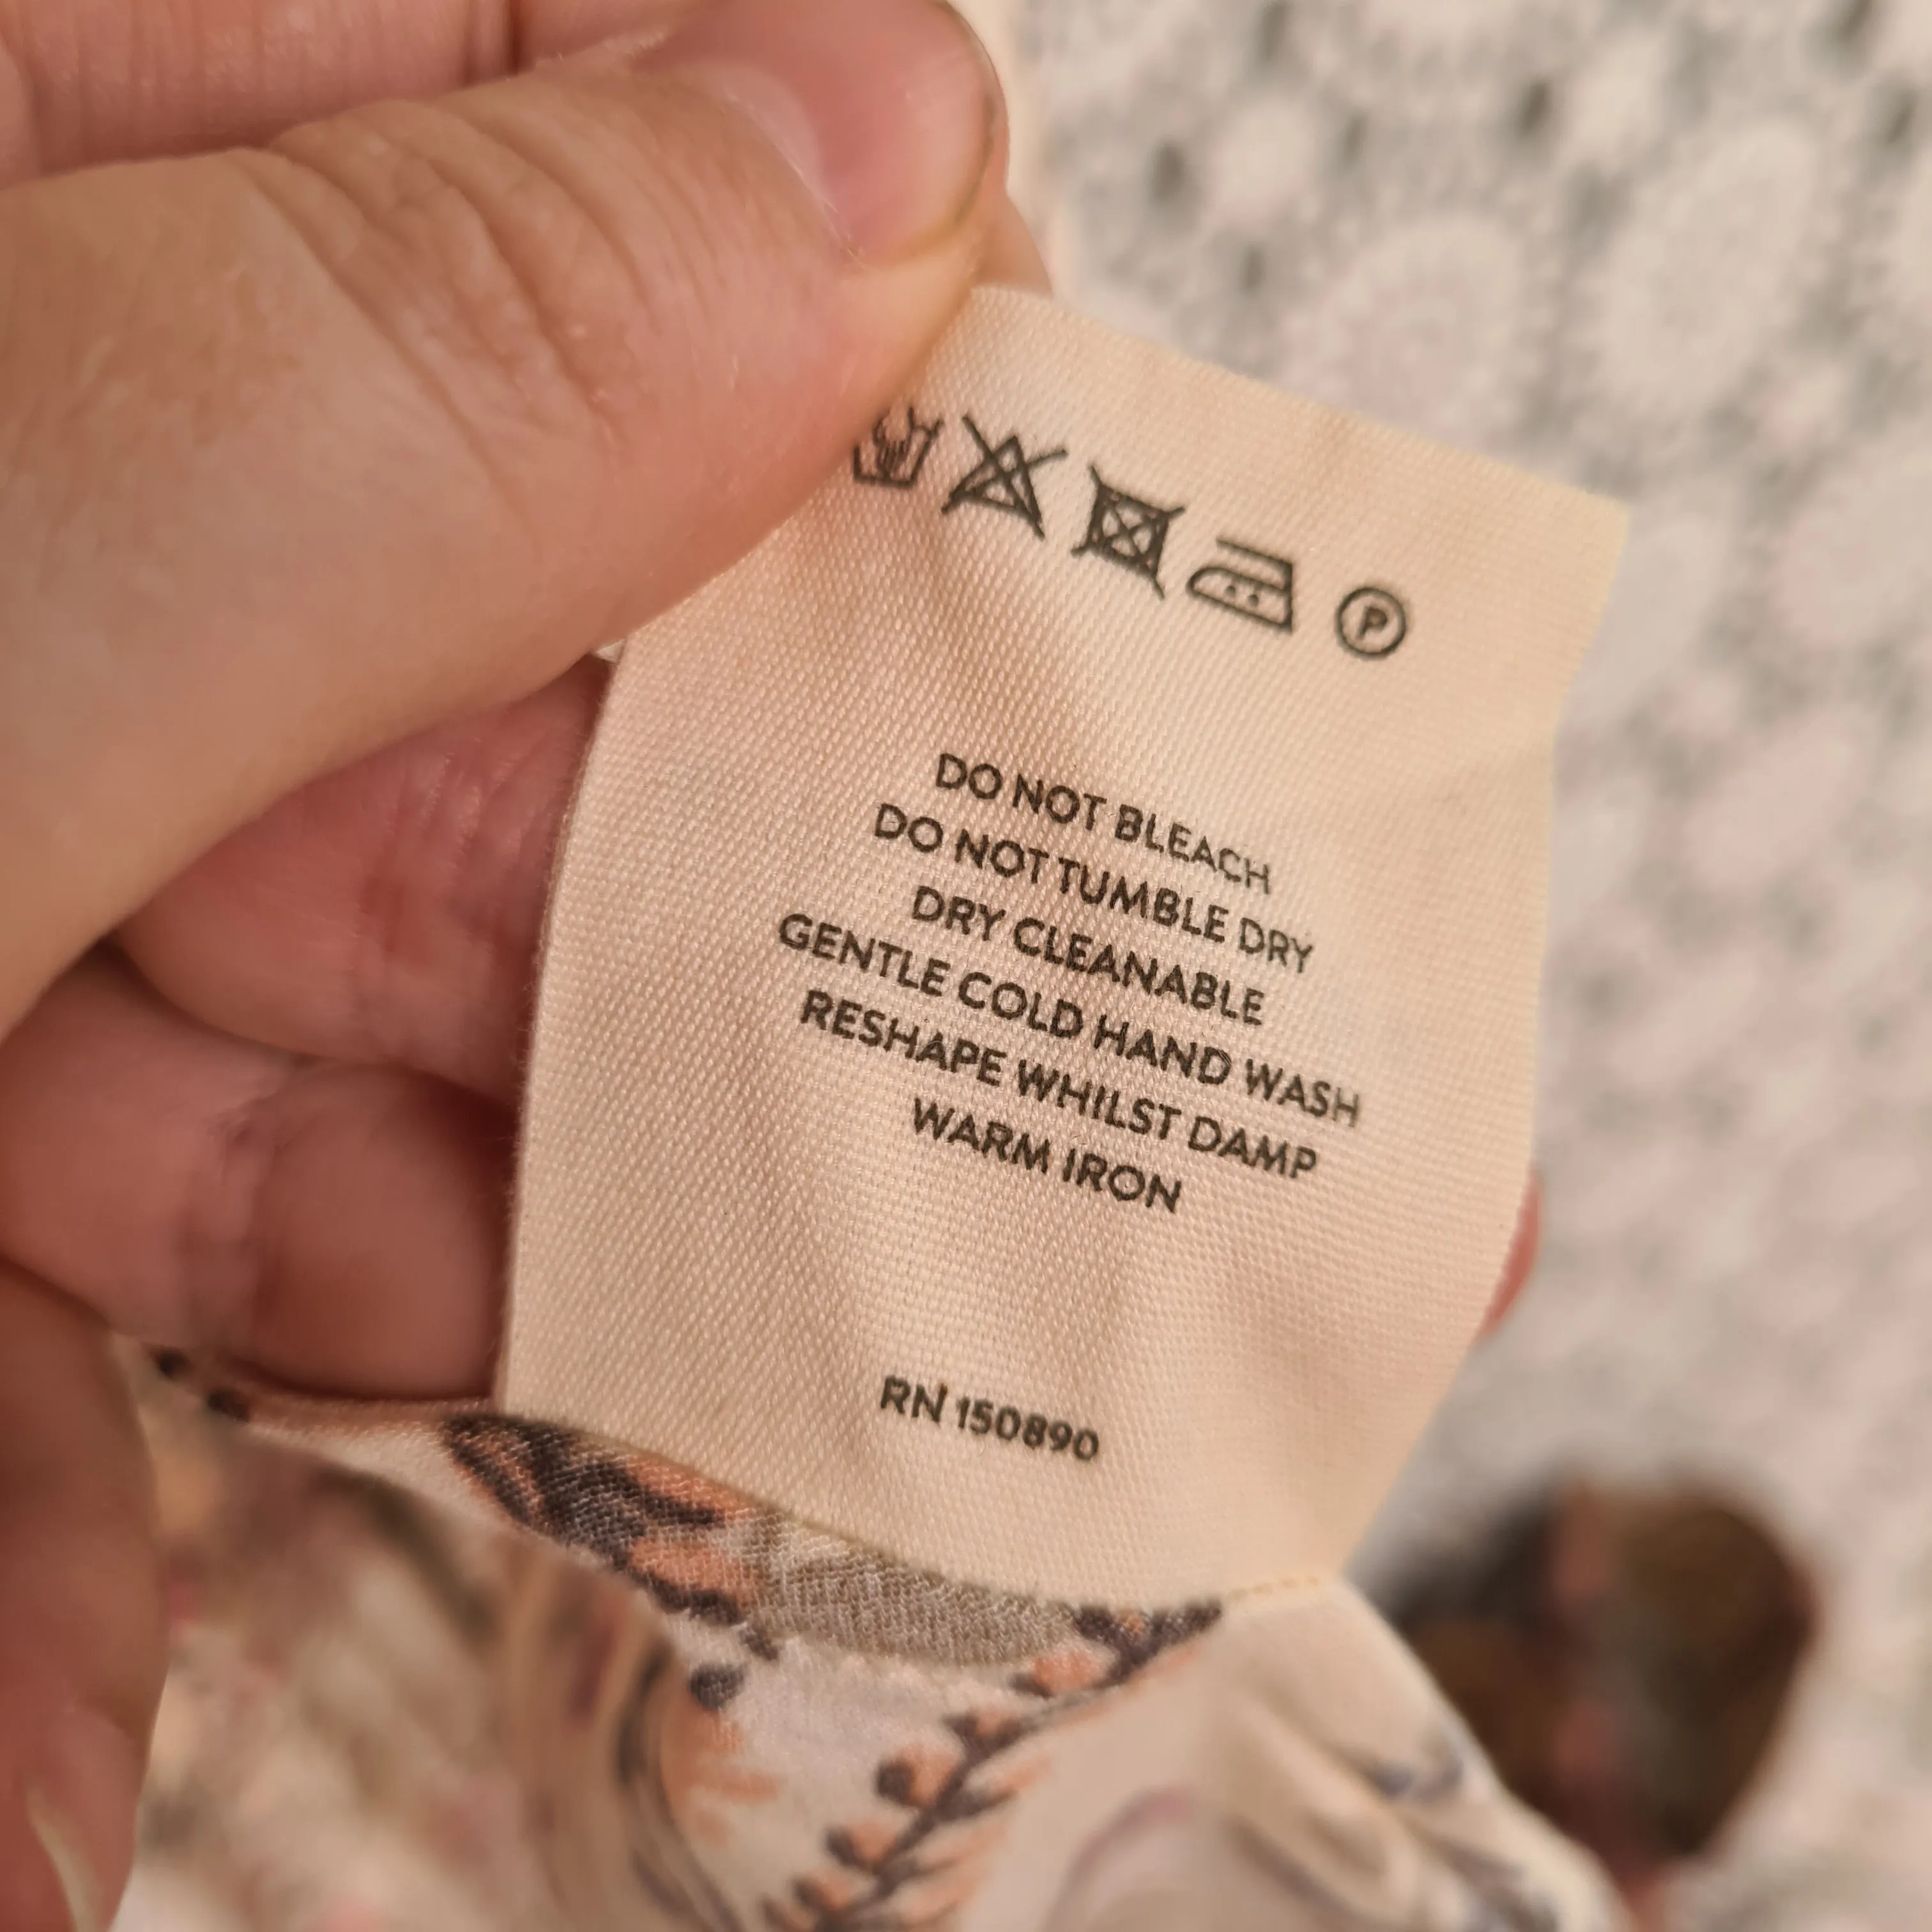 P
DO NOT BLEACH
DO NOT TUMBLE DRY
DRY CLEANABLE
GENTLE COLD HAND WASH
RESHAPE WHILST DAMP
WARM IRON
RN 150890